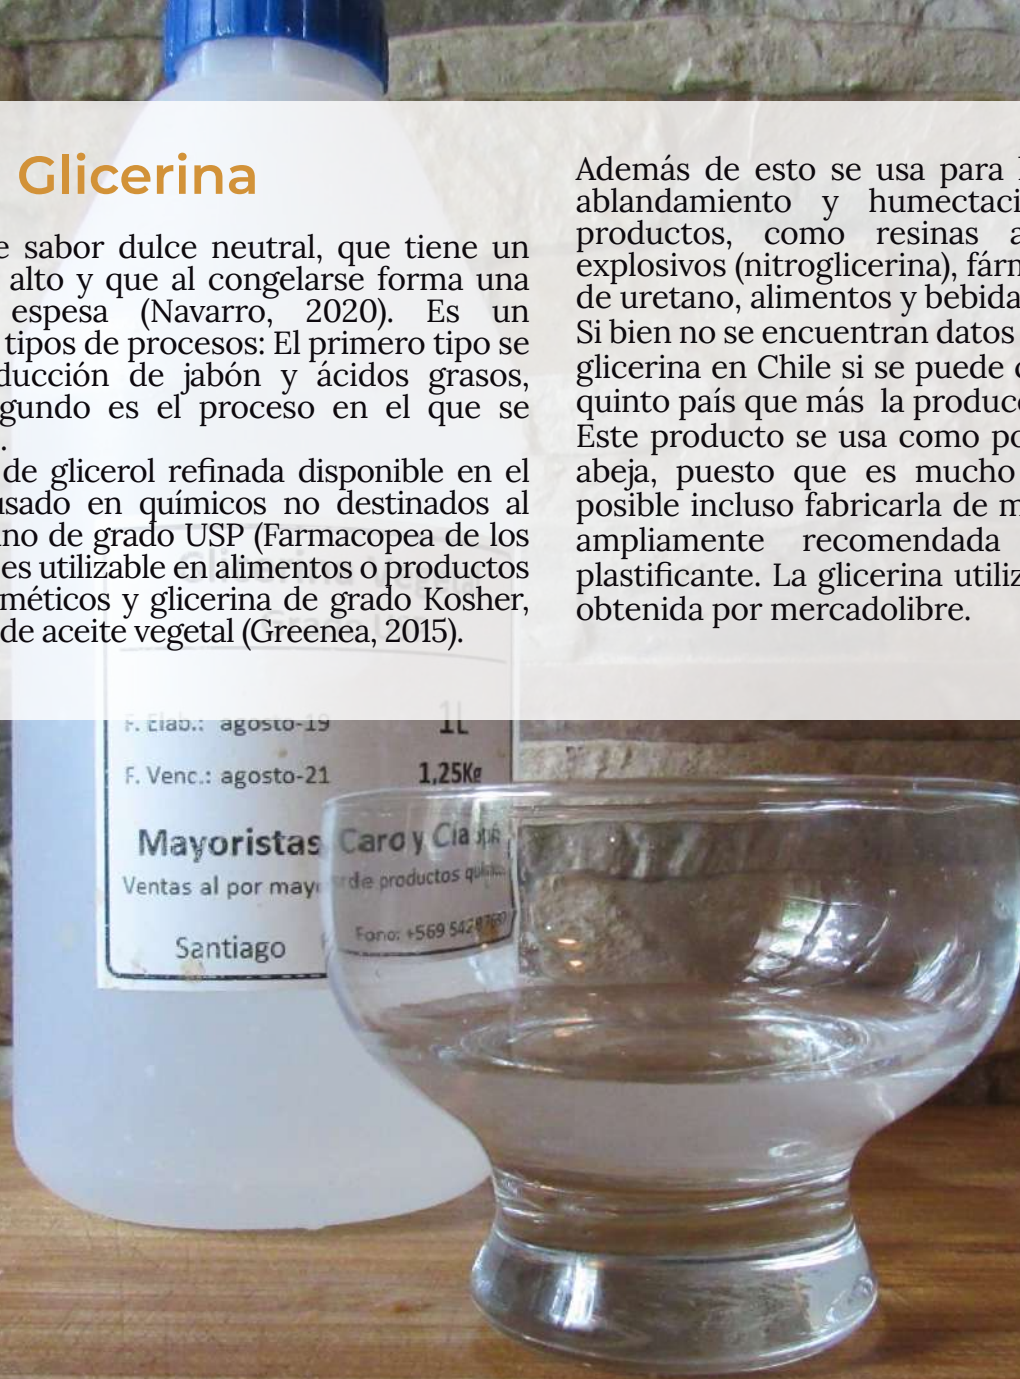 Glicerina
e sabor dulce neutral, que tiene un
alto y que al congelarse forma una
espesa (Navarro, 2020). Es un
tipos de procesos: El primero tipo se
ducción de jabón y ácidos grasos,
gundo es el proceso en el que se
.
de glicerol refinada disponible en el
usado en químicos no destinados al
no de grado USP (Farmacopea de los
es utilizable en alimentos o productos
méticos y glicerina de grado Kosher,
de aceite vegetal (Greenea, 2015).
Además de esto se usa para
ablandamiento y humectaci
productos, como resinas a
explosivos (nitroglicerina), fárm
de uretano, alimentos y bebida
Si bien no se encuentran datos
glicerina en Chile si se puede
quinto país que más la produce
Este producto se usa como po
abeja, puesto que es mucho
posible incluso fabricarla de m
ampliamente recomendada
plastificante. La glicerina utiliz
obtenida por mercadolibre.
Glicerina Vegetal
F. Elab.: agosto-19 1L
F. Venc.: agosto-21 1,25Kg
Mayoristas Caro y Cía
Ventas al por mayor de productos
Santiago Fono: +569